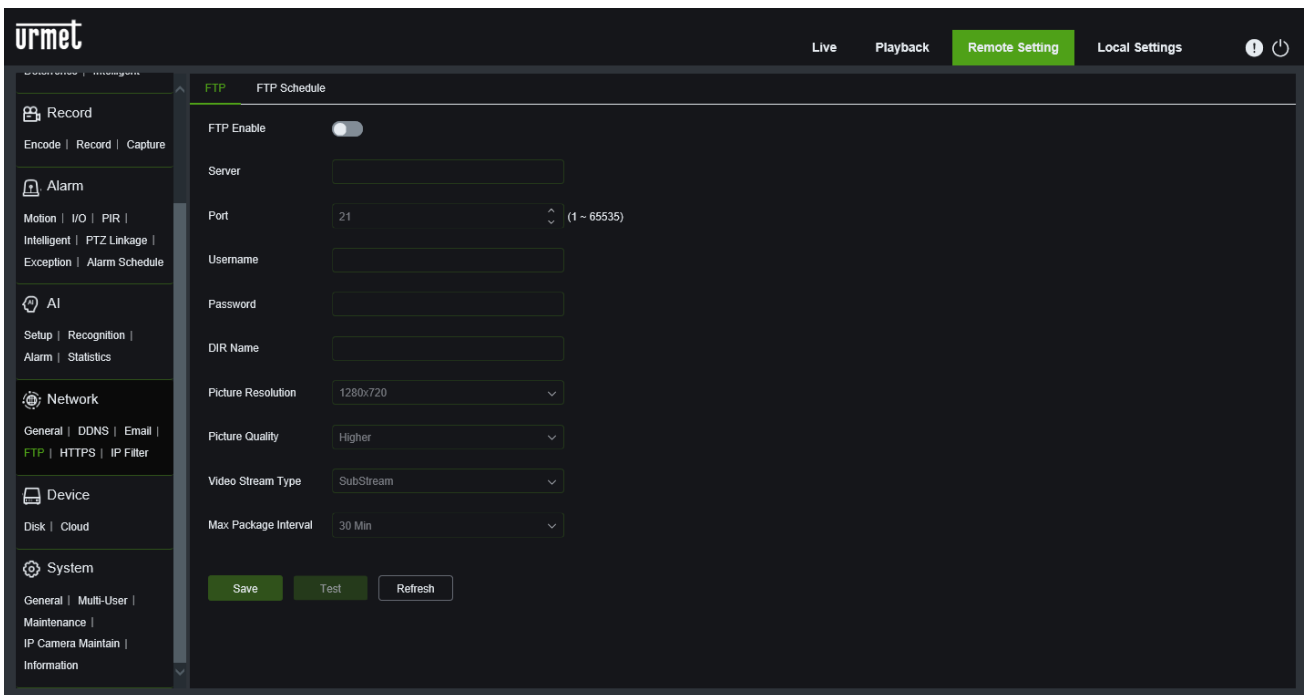 urmet
Live Playback Remote Setting Local Settings
Deterrence | Intelligent
Record
Encode | Record | Capture
Alarm
Motion | I/O | PIR |
Intelligent | PTZ Linkage |
Exception | Alarm Schedule
AI
Setup | Recognition |
Alarm | Statistics
Network
General | DDNS | Email |
FTP | HTTPS | IP Filter
Device
Disk | Cloud
System
General | Multi-User |
Maintenance |
IP Camera Maintain |
Information
FTP FTP Schedule
FTP Enable
Server
Port 21 (1 ~ 65535)
Username
Password
DIR Name
Picture Resolution 1280x720
Picture Quality Higher
Video Stream Type SubStream
Max Package Interval 30 Min
Save Test Refresh